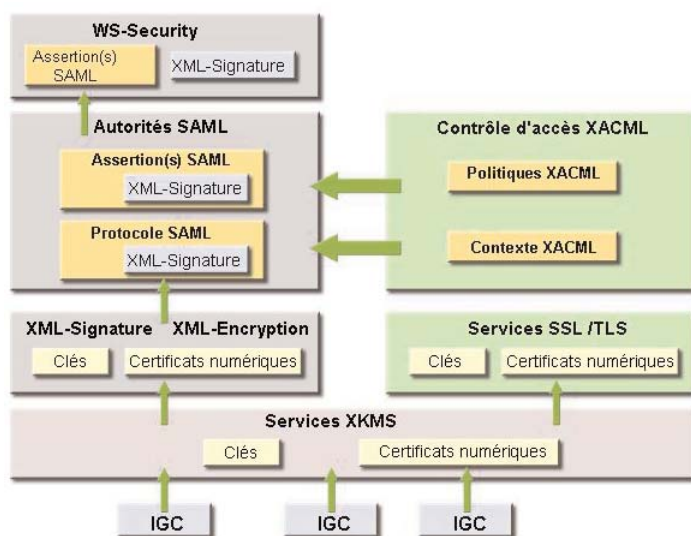 WS-Security
Assertion(s)
SAML
XML-Signature
Autorités SAML
Assertion(s) SAML
XML-Signature
Protocole SAML
XML-Signature
Contrôle d'accès XACML
Politiques XACML
Contexte XACML
XML-Signature XML-Encryption
Clés Certificats numériques
Services SSL /TLS
Clés Certificats numériques
Services XKMS
Clés Certificats numériques
IGC IGC IGC